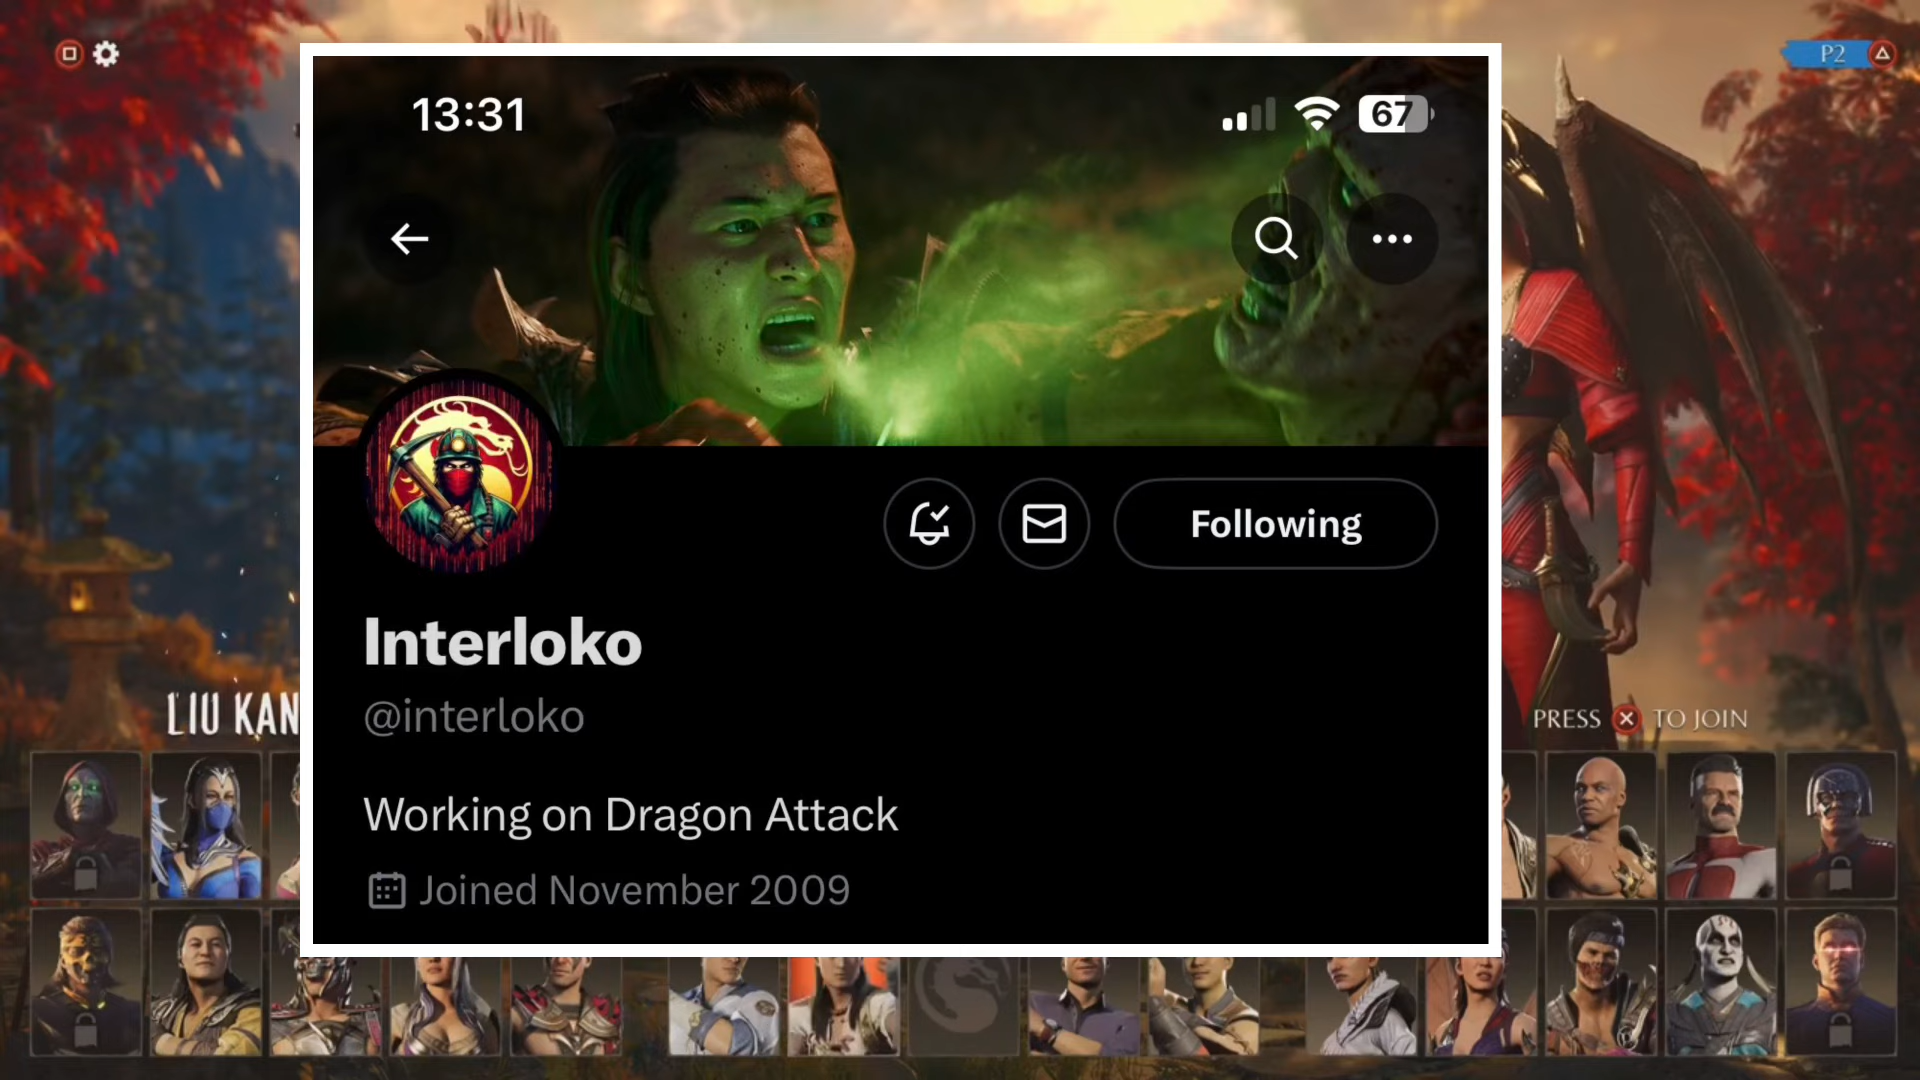 P2
13:31
67
Following
Interloko
@interloko
Working on Dragon Attack
Joined November 2009
LIU KAN
PRESS X TO JOIN